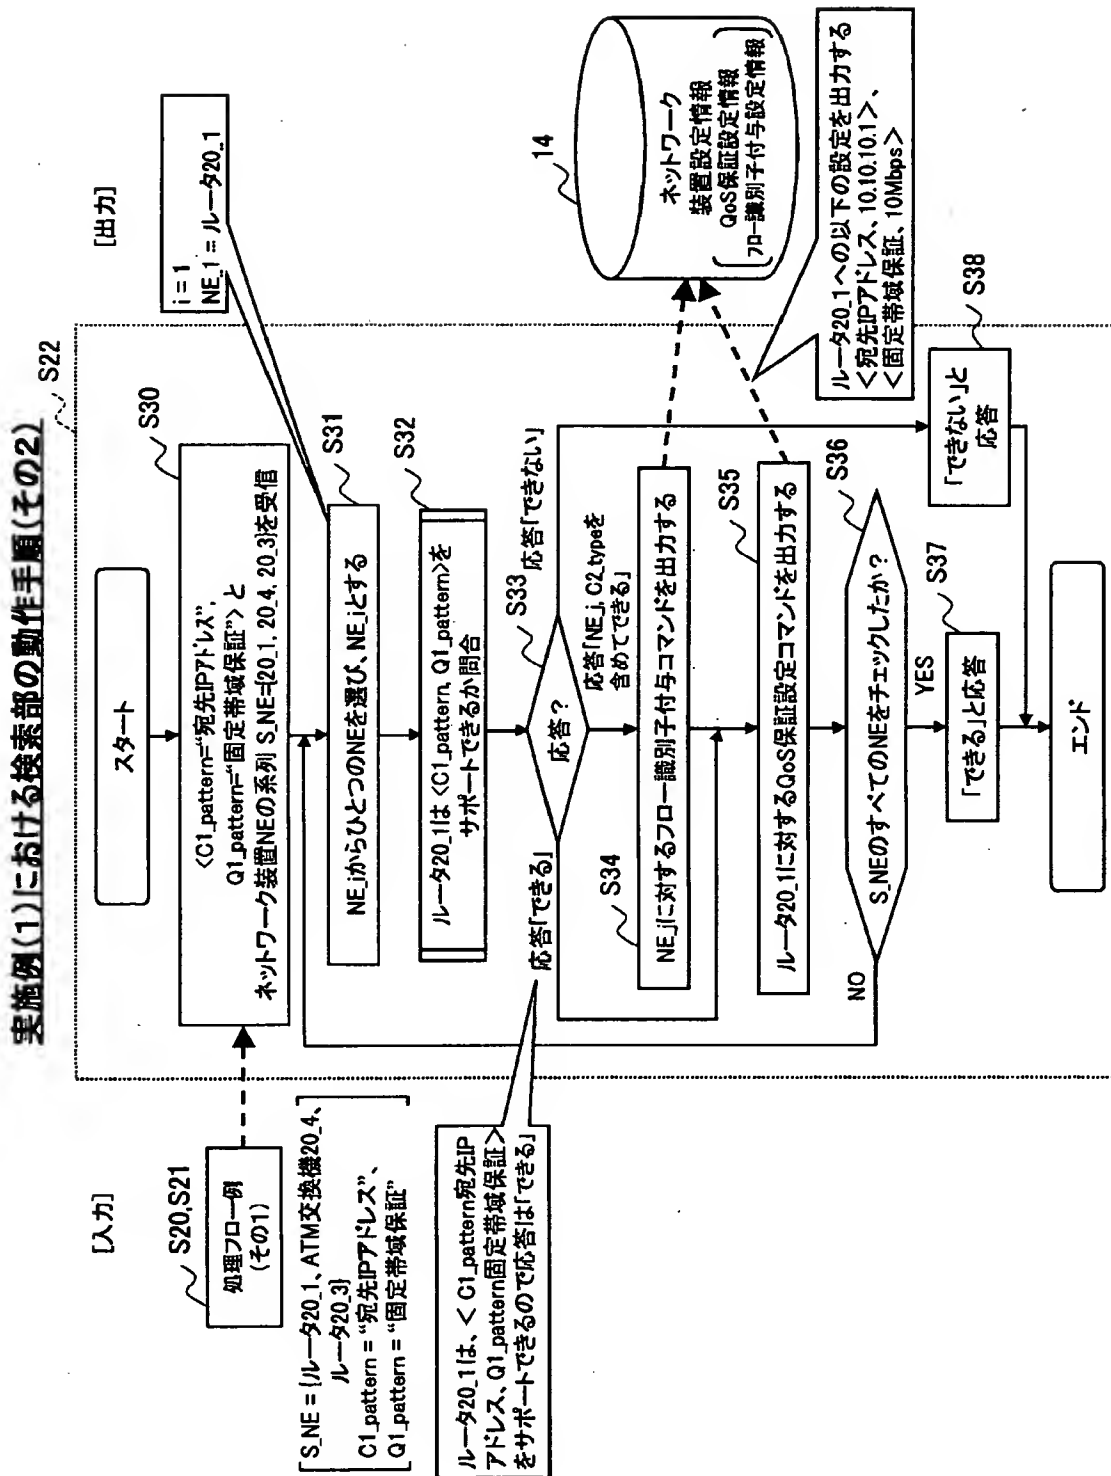 実施例(1)における検索部の動作手順(その2)
[入力]
S20,S21
処理フロー例
(その1)
S_NE = {ルータ20_1、ATM交換機20_4、
ルータ20_3}
C1_pattern = “宛先IPアドレス”、
Q1_pattern = “固定帯域保証”
ルータ20_1は、< C1_pattern宛先IP
アドレス、Q1_pattern固定帯域保証>
をサポートできるので応答は「できる」
S22
スタート
S30
<C1_pattern=“宛先IPアドレス”,
Q1_pattern=“固定帯域保証”> と
ネットワーク装置NEの系列 S_NE={20_1, 20_4, 20_3}を受信
S31
NE_iからひとつのNEを選び、NE_iとする
S32
ルータ20_1は <C1_pattern, Q1_pattern>を
サポートできるか問合
S33
応答?
応答「できる」
応答「できない」
応答「NE_j, C2_typeを
含めてできる」
S34
NE_jに対するフロー識別子付与コマンドを出力する
S35
ルータ20_1に対するQoS保証設定コマンドを出力する
S36
S_NEのすべてのNEをチェックしたか?
NO
YES
S37
「できる」と応答
S38
「できない」と
応答
エンド
[出力]
i = 1
NE_1 = ルータ20_1
14
ネットワーク
装置設定情報
QoS保証設定情報
フロー識別子付与設定情報
ルータ20_1への以下の設定を出力する
<宛先IPアドレス、10.10.10.1>、
<固定帯域保証、10Mbps>